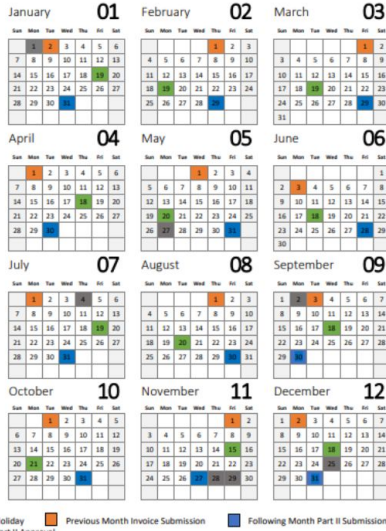 January 01
Sun Mon Tue Wed Thu Fri Sat
1 2 3 4 5 6
7 8 9 10 11 12 13
14 15 16 17 18 19 20
21 22 23 24 25 26 27
28 29 30 31
February 02
Sun Mon Tue Wed Thu Fri Sat
1 2 3
4 5 6 7 8 9 10
11 12 13 14 15 16 17
18 19 20 21 22 23 24
25 26 27 28 29
March 03
Sun Mon Tue Wed Thu Fri Sat
1 2
3 4 5 6 7 8 9
10 11 12 13 14 15 16
17 18 19 20 21 22 23
24 25 26 27 28 29 30
31
April 04
Sun Mon Tue Wed Thu Fri Sat
1 2 3 4 5 6
7 8 9 10 11 12 13
14 15 16 17 18 19 20
21 22 23 24 25 26 27
28 29 30
May 05
Sun Mon Tue Wed Thu Fri Sat
1 2 3 4
5 6 7 8 9 10 11
12 13 14 15 16 17 18
19 20 21 22 23 24 25
26 27 28 29 30 31
June 06
Sun Mon Tue Wed Thu Fri Sat
1
2 3 4 5 6 7 8
9 10 11 12 13 14 15
16 17 18 19 20 21 22
23 24 25 26 27 28 29
30
July 07
Sun Mon Tue Wed Thu Fri Sat
1 2 3 4 5 6
7 8 9 10 11 12 13
14 15 16 17 18 19 20
21 22 23 24 25 26 27
28 29 30 31
August 08
Sun Mon Tue Wed Thu Fri Sat
1 2 3
4 5 6 7 8 9 10
11 12 13 14 15 16 17
18 19 20 21 22 23 24
25 26 27 28 29 30 31
September 09
Sun Mon Tue Wed Thu Fri Sat
1 2 3 4 5 6 7
8 9 10 11 12 13 14
15 16 17 18 19 20 21
22 23 24 25 26 27 28
29 30
October 10
Sun Mon Tue Wed Thu Fri Sat
1 2 3 4 5
6 7 8 9 10 11 12
13 14 15 16 17 18 19
20 21 22 23 24 25 26
27 28 29 30 31
November 11
Sun Mon Tue Wed Thu Fri Sat
1 2
3 4 5 6 7 8 9
10 11 12 13 14 15 16
17 18 19 20 21 22 23
24 25 26 27 28 29 30
December 12
Sun Mon Tue Wed Thu Fri Sat
1 2 3 4 5 6 7
8 9 10 11 12 13 14
15 16 17 18 19 20 21
22 23 24 25 26 27 28
29 30 31
oliday Previous Month Invoice Submission Following Month Part II Submission